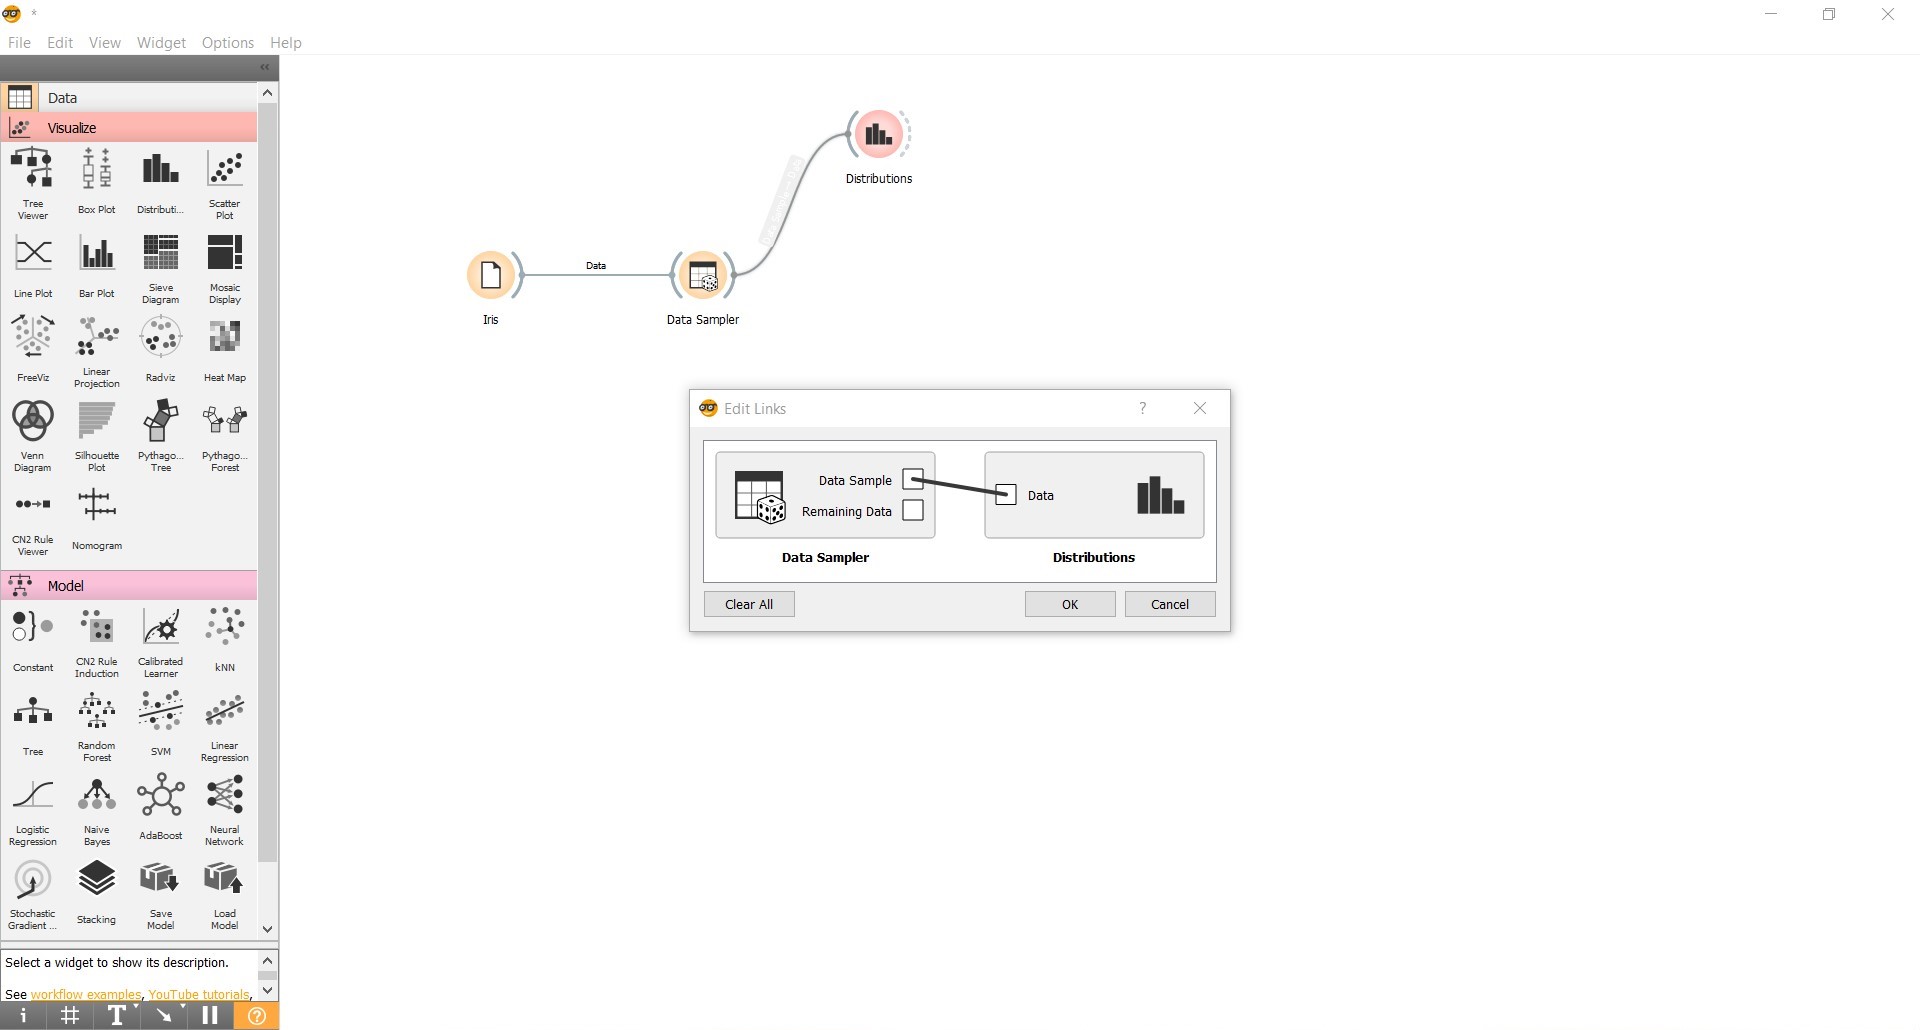 *
File Edit View Widget Options Help
Data
Visualize
Tree
Viewer
Box Plot
Distributi...
Scatter
Plot
Line Plot
Bar Plot
Sieve
Diagram
Mosaic
Display
FreeViz
Linear
Projection
Radviz
Heat Map
Venn
Diagram
Silhouette
Plot
Pythago...
Tree
Pythago...
Forest
CN2 Rule
Viewer
Nomogram
Model
Constant
CN2 Rule
Induction
Calibrated
Learner
kNN
Tree
Random
Forest
SVM
Linear
Regression
Logistic
Regression
Naive
Bayes
AdaBoost
Neural
Network
Stochastic
Gradient ...
Stacking
Save
Model
Load
Model
Select a widget to show its description.
See workflow examples, YouTube tutorials,
Distributions
Data
Iris
Data Sampler
Edit Links
?
Data Sample
Remaining Data
Data
Data Sampler
Distributions
Clear All
OK
Cancel